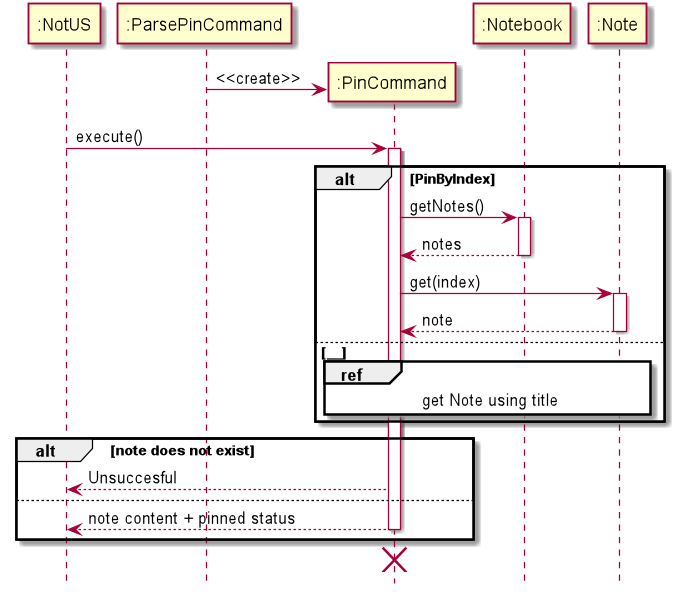 :NotUS
:ParsePinCommand
:Notebook
:Note
<<create>>
:PinCommand
execute()
alt
[PinByIndex]
getNotes()
notes
get(index)
note
[__]
ref
get Note using title
alt
[note does not exist]
Unsuccesful
note content + pinned status